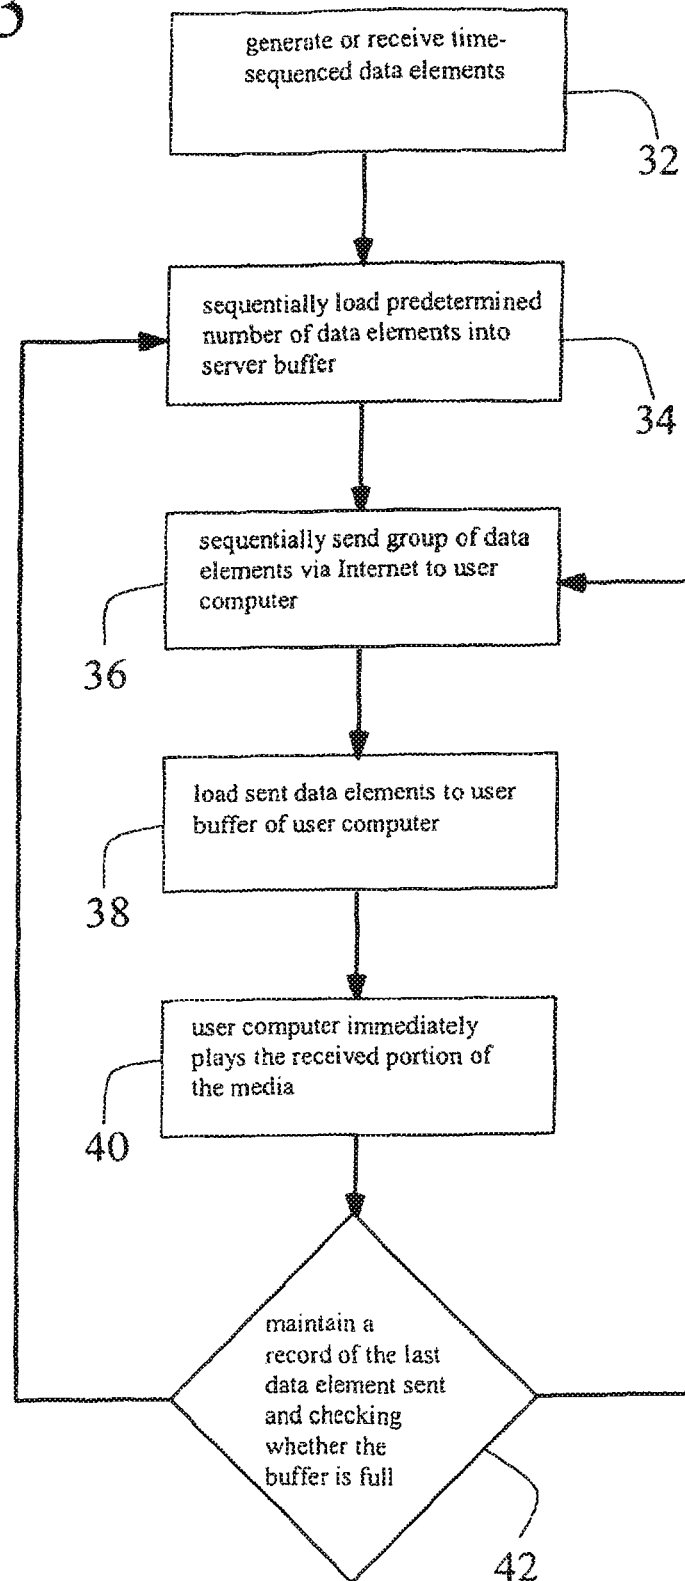 generate or receive time-
sequenced data elements
32
sequentially load predetermined
number of data elements into
server buffer
34
sequentially send group of data
elements via Internet to user
computer
36
load sent data elements to user
buffer of user computer
38
user computer immediately
plays the received portion of
the media
40
maintain a
record of the last
data element sent
and checking
whether the
buffer is full
42